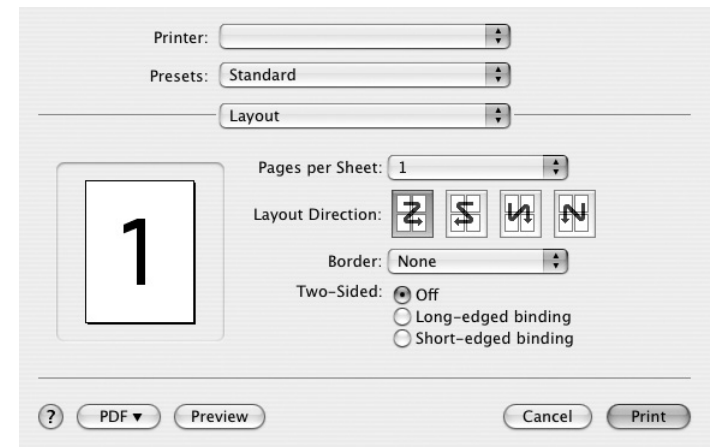 Printer:
Presets: Standard
Layout
Pages per Sheet: 1
Layout Direction:
Border: None
Two-Sided: Off
Long-edged binding
Short-edged binding
1
? PDF ▼ Preview Cancel Print